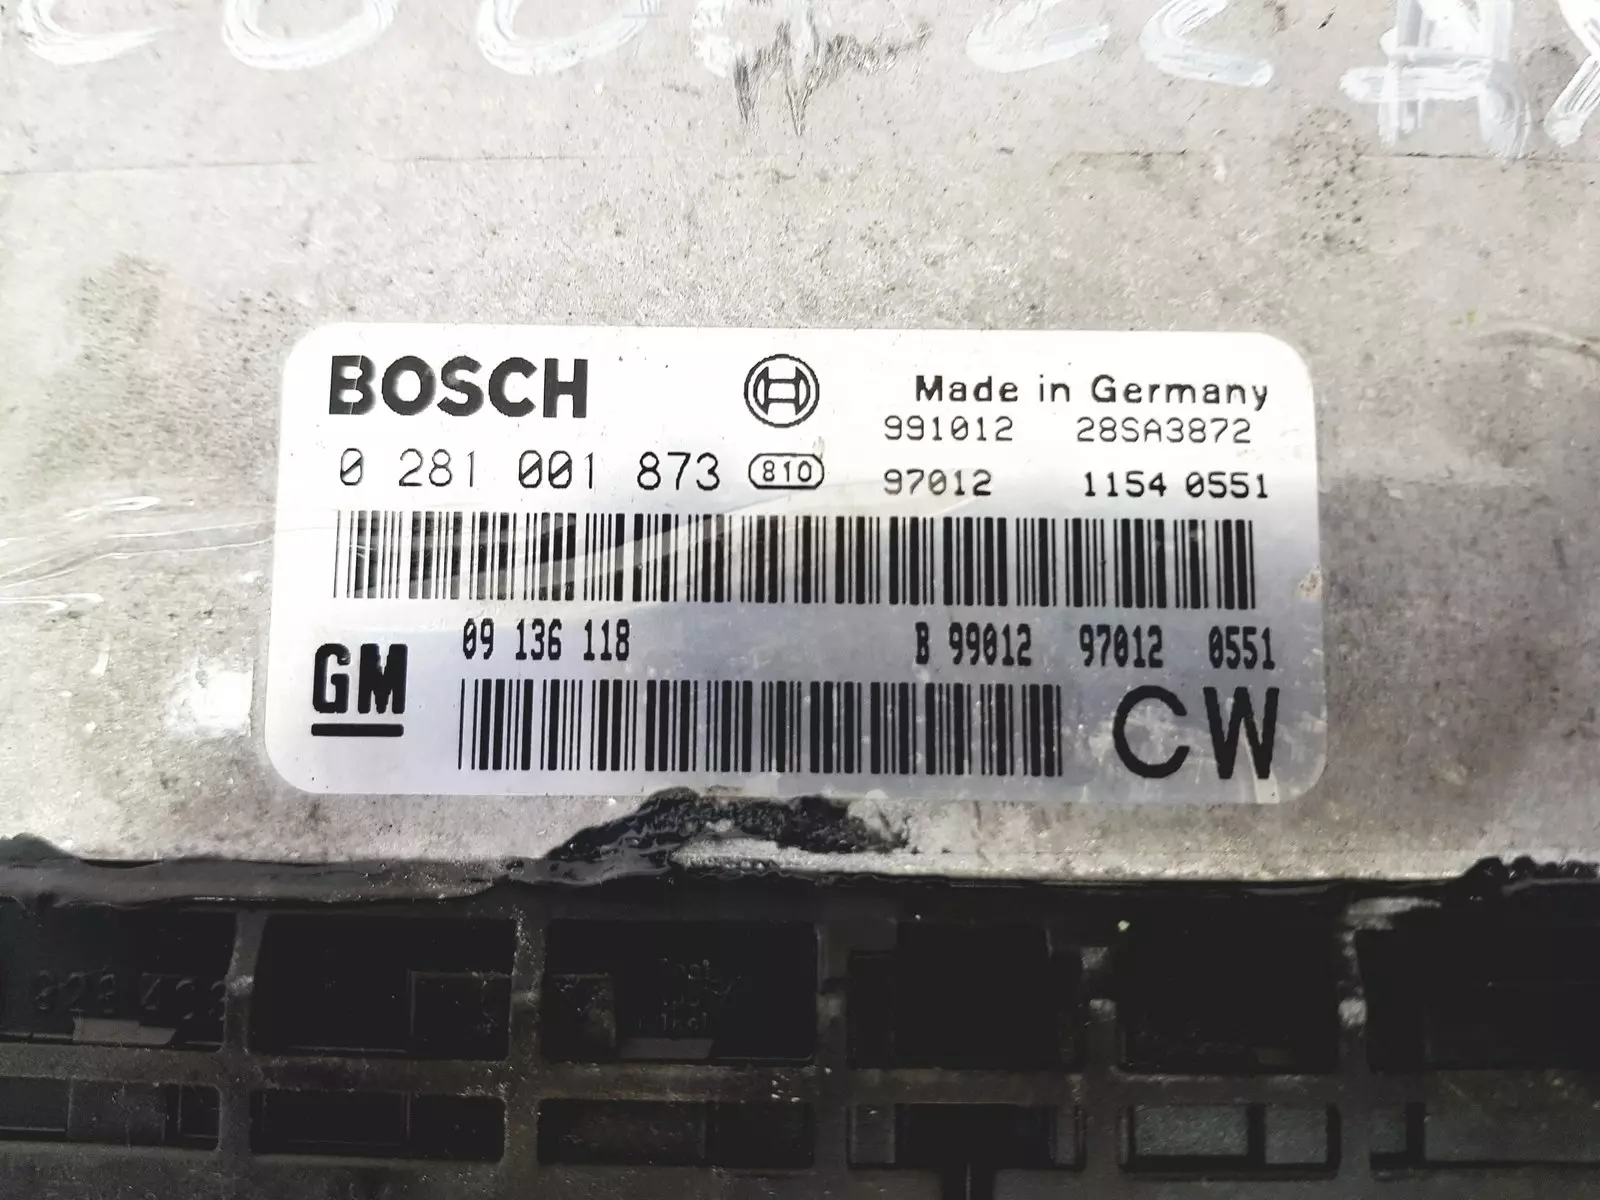 BOSCH
Made in Germany
991012 28SA3872
0 281 001 873 810
97012 1154 0551
09 136 118
B 99012 97012 0551
GM
CW